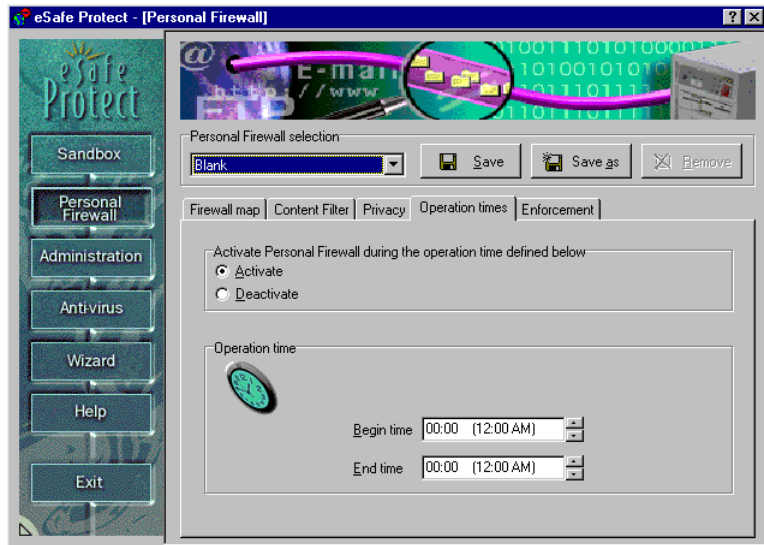 eSafe Protect - [Personal Firewall]
eSafe
Protect
Sandbox
Personal
Firewall
Administration
Anti-virus
Wizard
Help
Exit
@
E-mail
http://www
FTP
Personal Firewall selection
Blank
Save
Save as
Remove
Firewall map
Content Filter
Privacy
Operation times
Enforcement
Activate Personal Firewall during the operation time defined below
Activate
Deactivate
Operation time
Begin time 00:00 (12:00 AM)
End time 00:00 (12:00 AM)